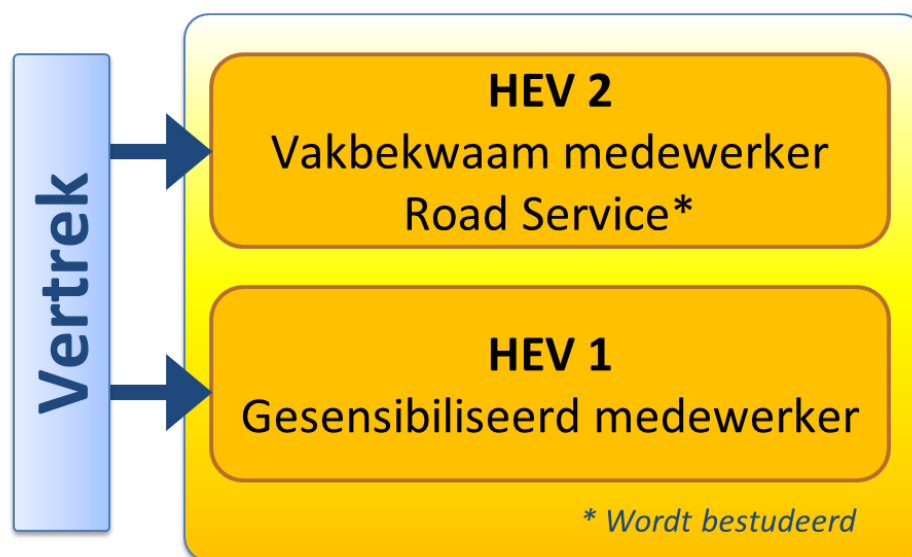 Vertrek
HEV 2
Vakbekwaam medewerker
Road Service*
HEV 1
Gesensibiliseerd medewerker
* Wordt bestudeerd